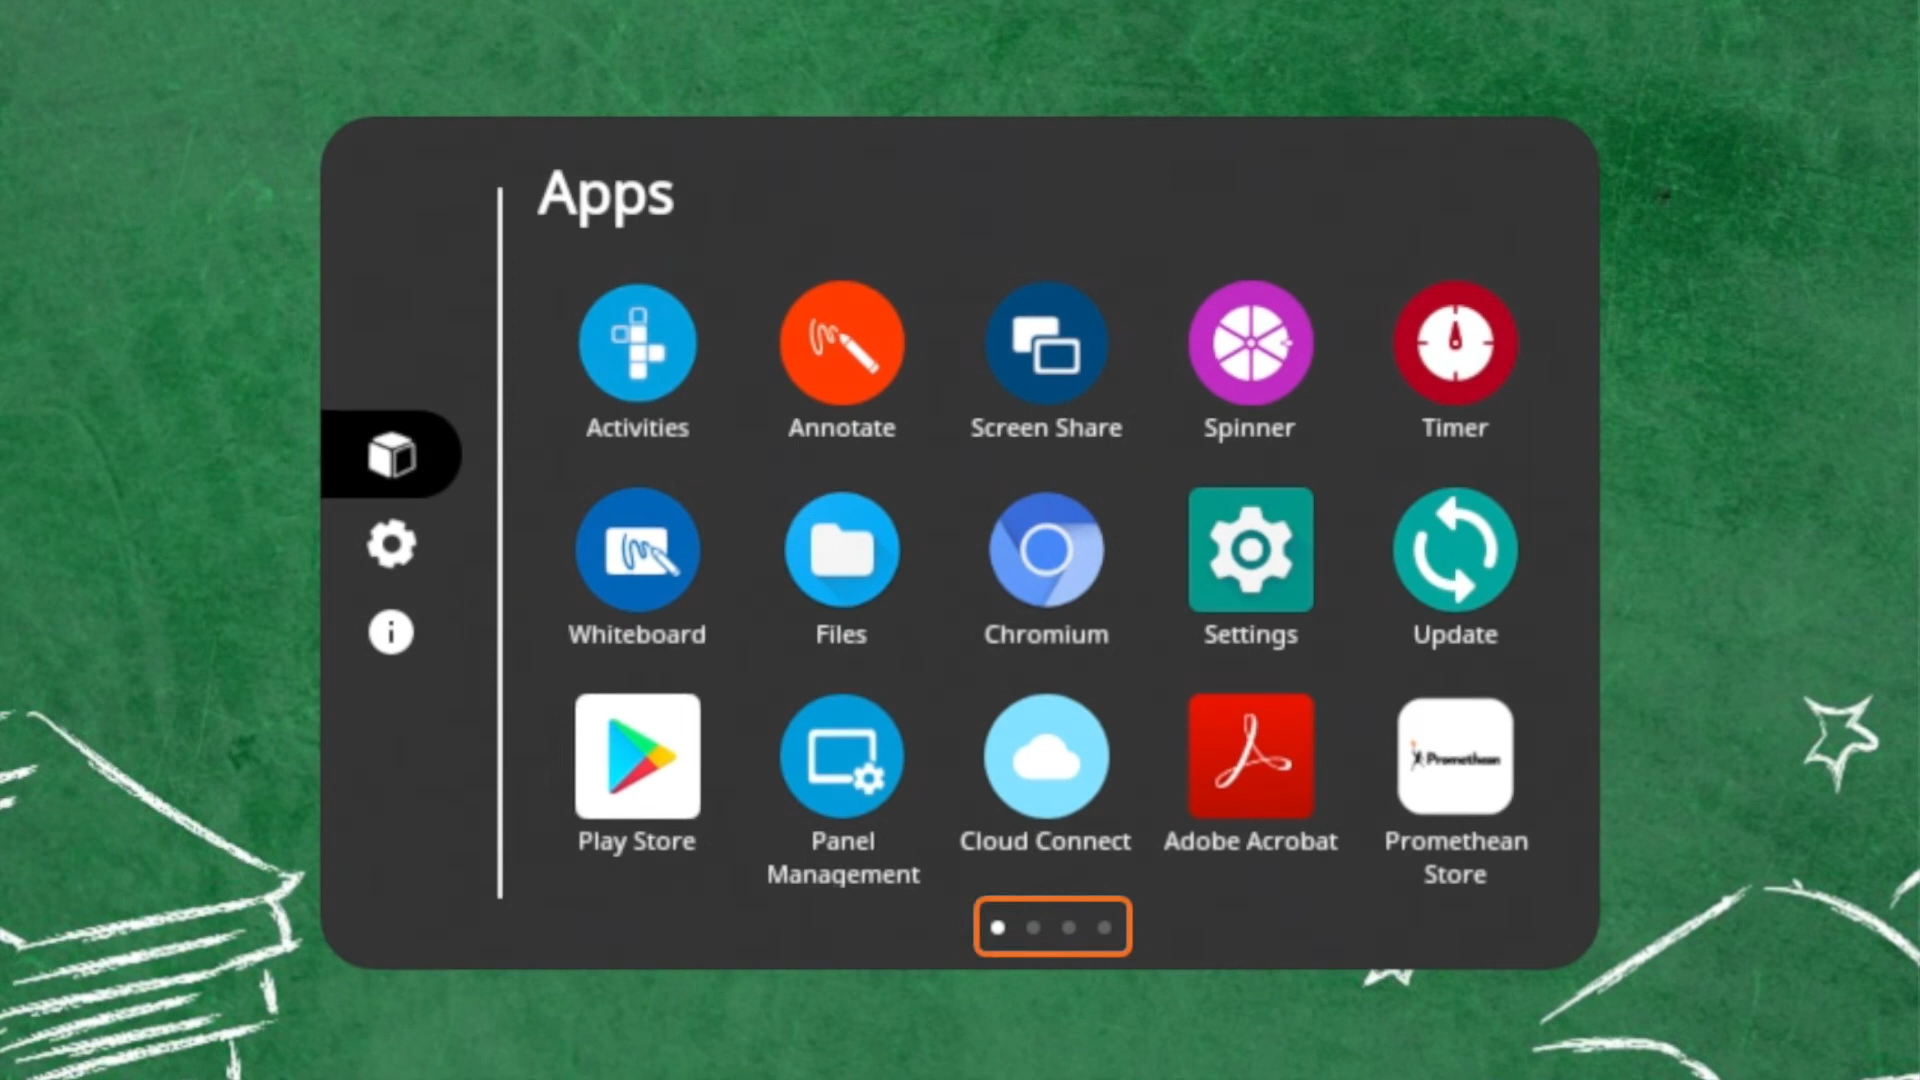 Apps
Activities
Annotate
Screen Share
Spinner
Timer
Whiteboard
Files
Chromium
Settings
Update
Play Store
Panel
Management
Cloud Connect
Adobe Acrobat
Promethean
Promethean
Store